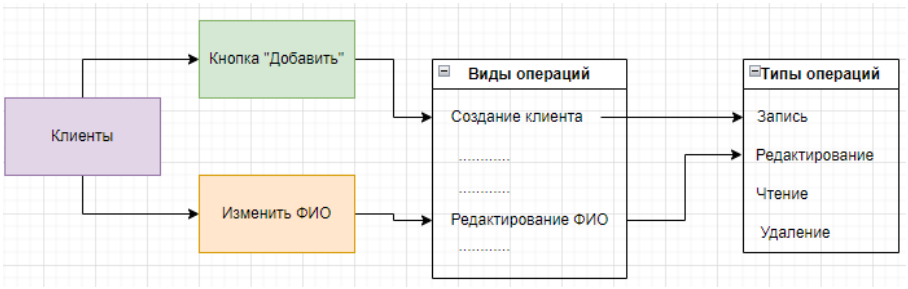 Клиенты
Кнопка "Добавить"
Изменить ФИО
Виды операций
Создание клиента
............
............
Редактирование ФИО
............
Типы операций
Запись
Редактирование
Чтение
Удаление